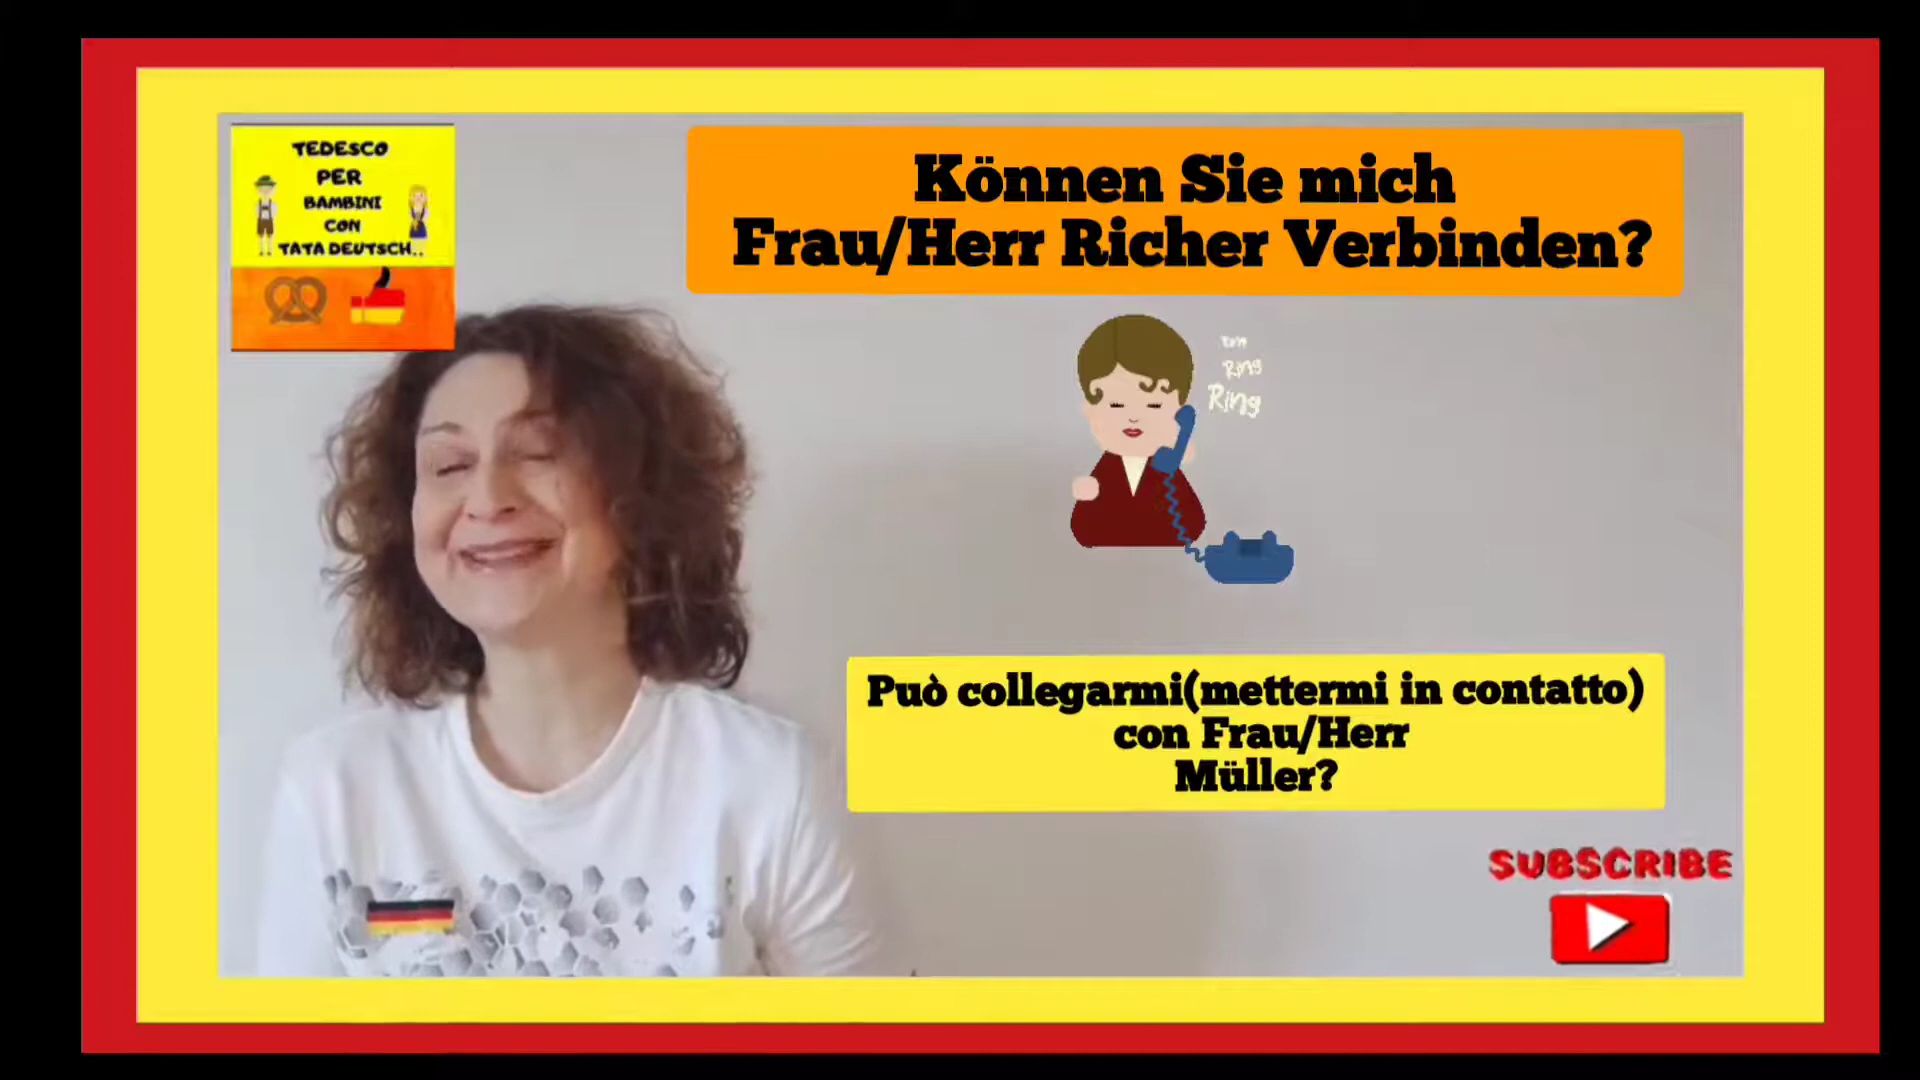 TEDESCO
PER
BAMBINI
CON
TATA DEUTSCH..
Können Sie mich
Frau/Herr Richer Verbinden?
Ring
Ring
Può collegarmi(mettermi in contatto)
con Frau/Herr
Müller?
SUBSCRIBE